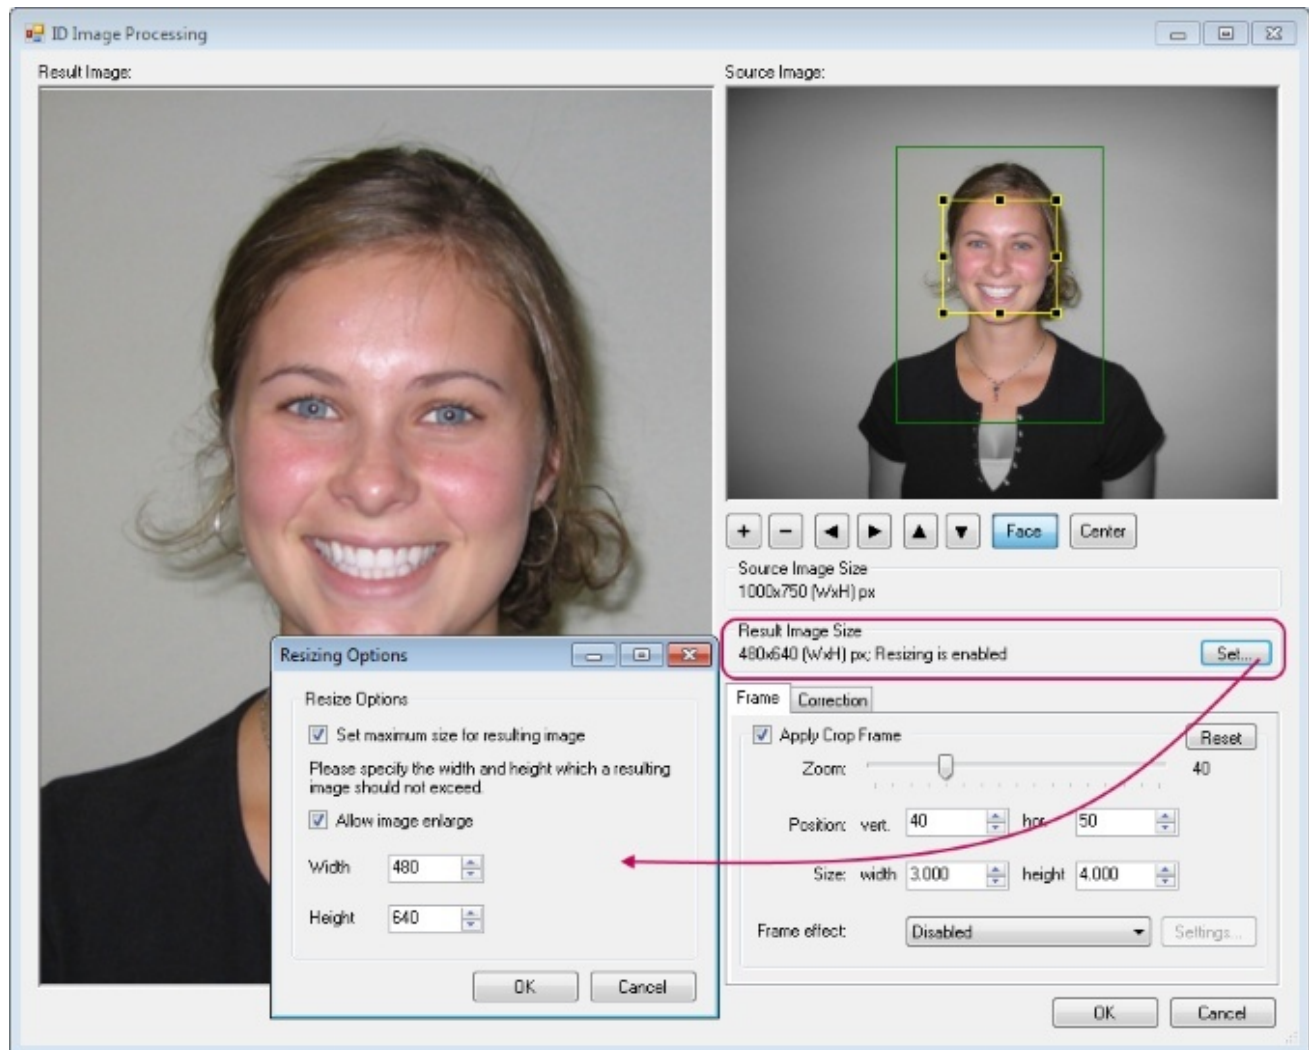 ID Image Processing
Result Image:
Source Image:
+ - Face Center
Source Image Size
1000x750 (WxH) px
Result Image Size
480x640 (WxH) px; Resizing is enabled
Set...
Frame Correction
Apply Crop Frame
Reset
Zoom: 40
Position: vert. 40 hor. 50
Size: width 3.000 height 4.000
Frame effect: Disabled Settings...
OK Cancel
Resizing Options
Resize Options
Set maximum size for resulting image
Please specify the width and height which a resulting
image should not exceed.
Allow image enlarge
Width 480
Height 640
OK Cancel